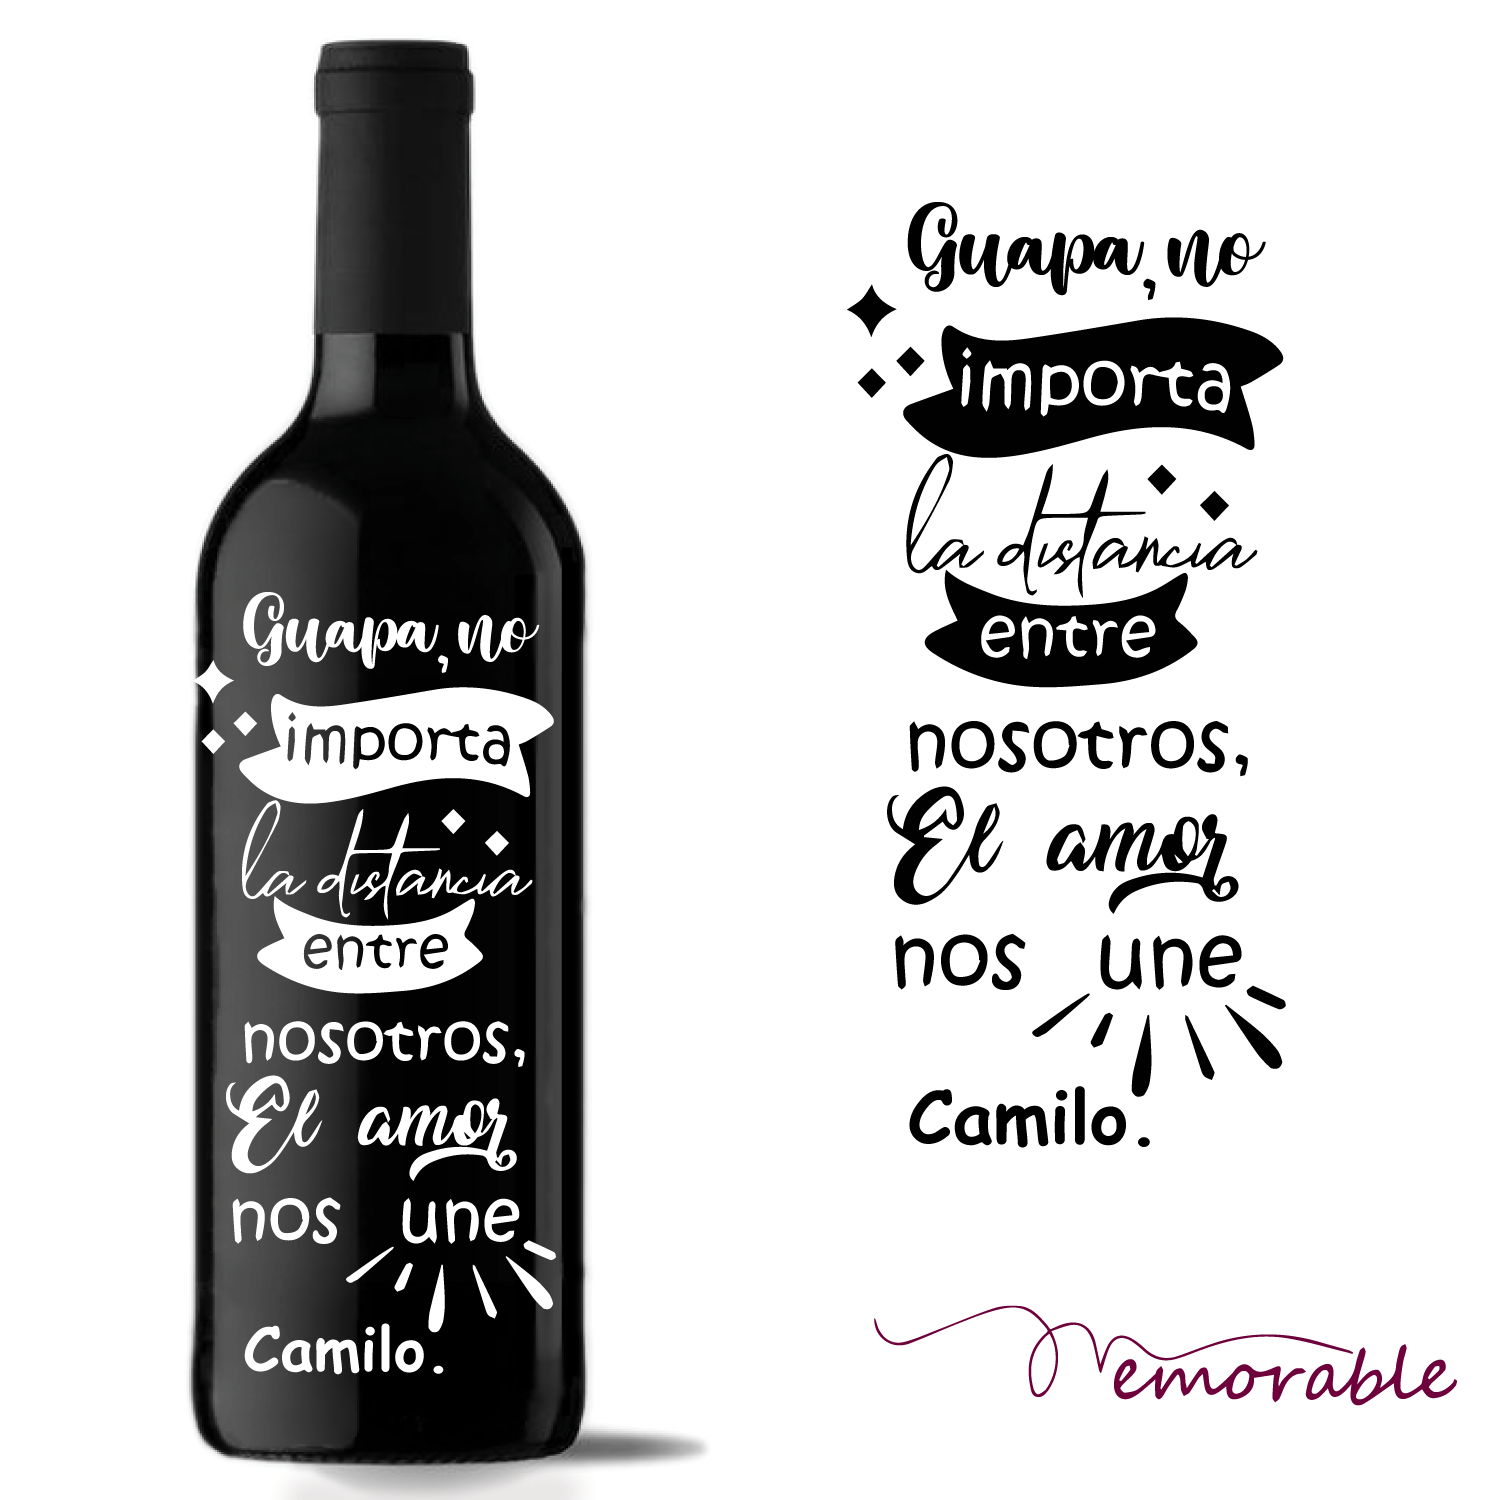 Guapa, no
importa
la distancia
entre
nosotros,
El amor
nos une
Camilo.
Guapa, no
importa
la distancia
entre
nosotros,
El amor
nos une
Camilo.
Memorable